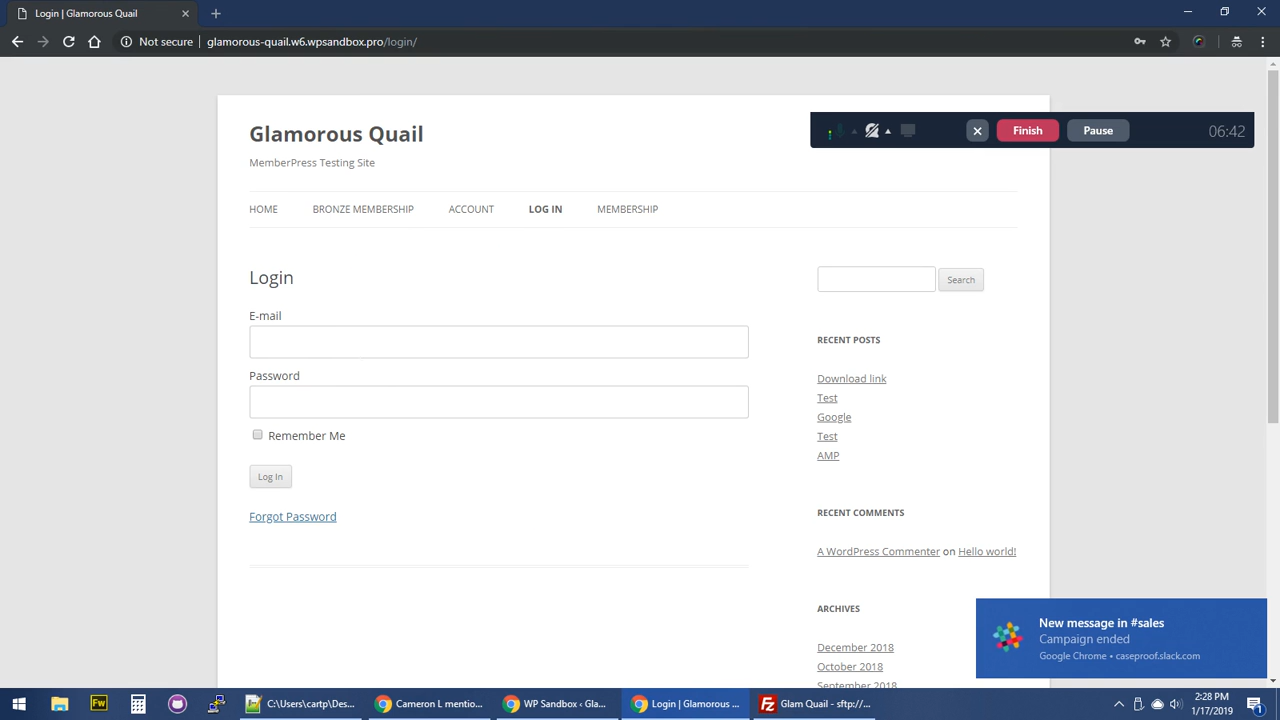 Login | Glamorous Quail
Not secure | glamorous-quail.w6.wpsandbox.pro/login/
Glamorous Quail
MemberPress Testing Site
Finish
Pause
06:42
HOME
BRONZE MEMBERSHIP
ACCOUNT
LOG IN
MEMBERSHIP
Login
E-mail
Password
Remember Me
Log In
Forgot Password
Search
RECENT POSTS
Download link
Test
Google
Test
AMP
RECENT COMMENTS
A WordPress Commenter on Hello world!
ARCHIVES
December 2018
October 2018
September 2018
New message in #sales
Campaign ended
Google Chrome • caseproof.slack.com
Fw
C:\Users\cartp\Des...
Cameron L mentio...
WP Sandbox ‹ Gla...
Login | Glamorous ...
Glam Quail - sftp://...
2:28 PM
1/17/2019
1